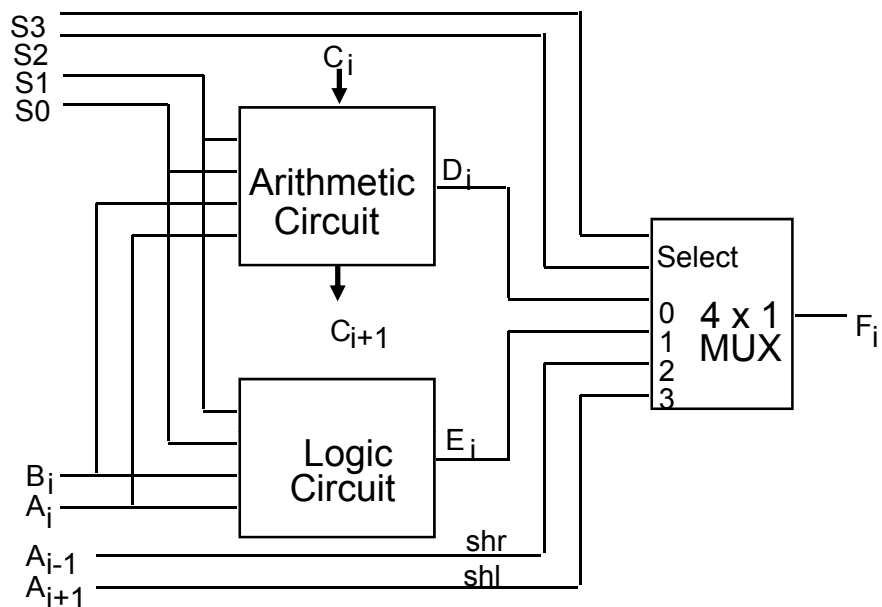 S3
S2
S1
S0
Ci
Arithmetic
Circuit
Di
Ci+1
Select
0
1
2
3
4 x 1
MUX
Fi
Logic
Circuit
Ei
Bi
Ai
Ai-1
shr
Ai+1
shl